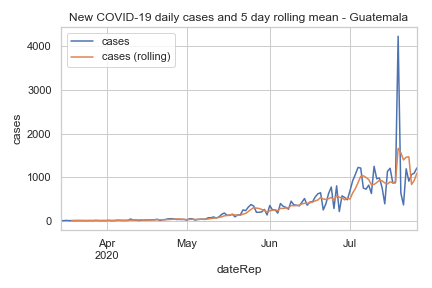 New COVID-19 daily cases and 5 day rolling mean - Guatemala
cases
cases (rolling)
4000
3000
2000
1000
0
cases
Apr
2020
May
Jun
Jul
dateRep